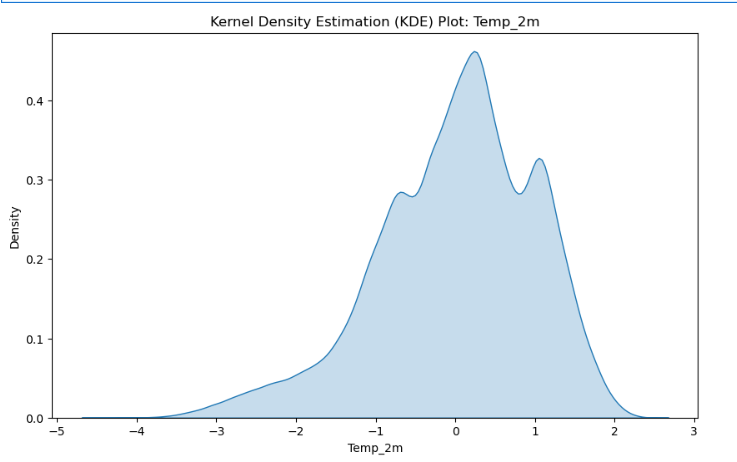 Kernel Density Estimation (KDE) Plot: Temp_2m
0.4
0.3
Density
0.2
0.1
0.0
−5 −4 −3 −2 −1 0 1 2 3
Temp_2m